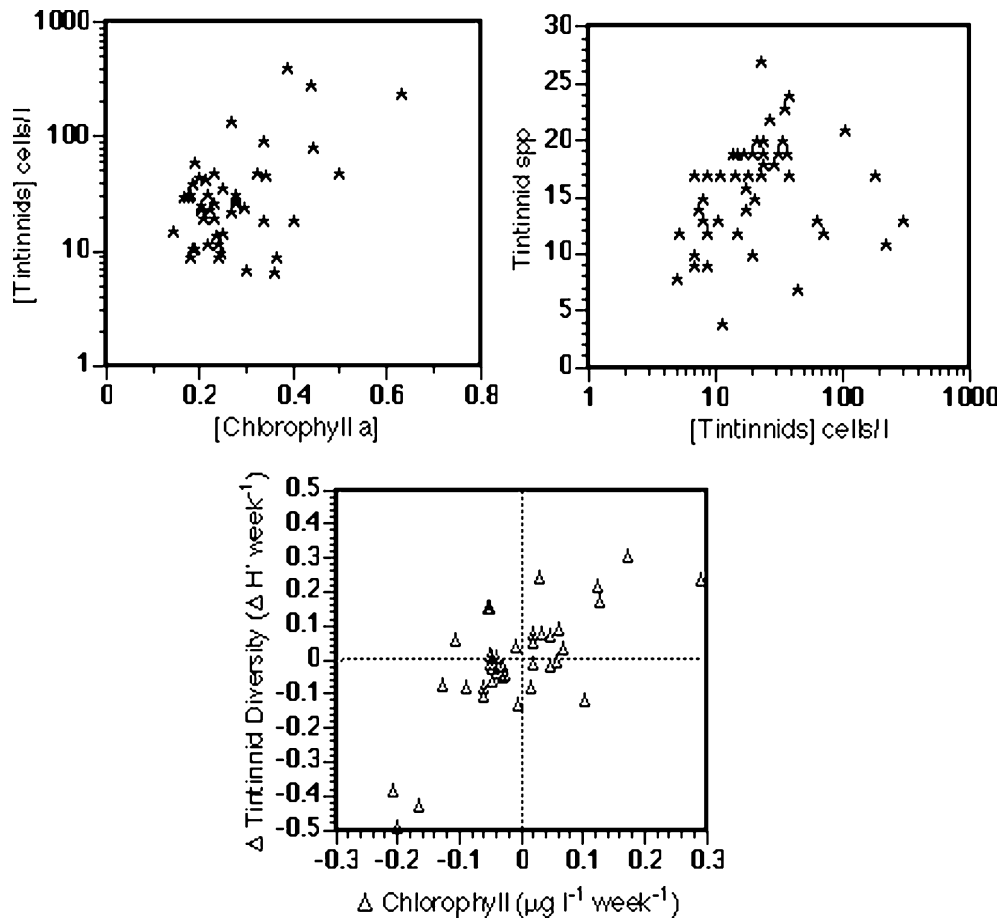 1000
100
10
1
[Tintinnids] cells/l
0 0.2 0.4 0.6 0.8
[Chlorophyll a]
30
25
20
15
10
5
0
Tintinnid spp
1 10 100 1000
[Tintinnids] cells/l
0.5
0.4
0.3
0.2
0.1
0
-0.1
-0.2
-0.3
-0.4
-0.5
Δ Tintinnid Diversity (Δ H' week⁻¹)
-0.3 -0.1 0 0.1 0.2 0.3
Δ Chlorophyll (µg l⁻¹ week⁻¹)